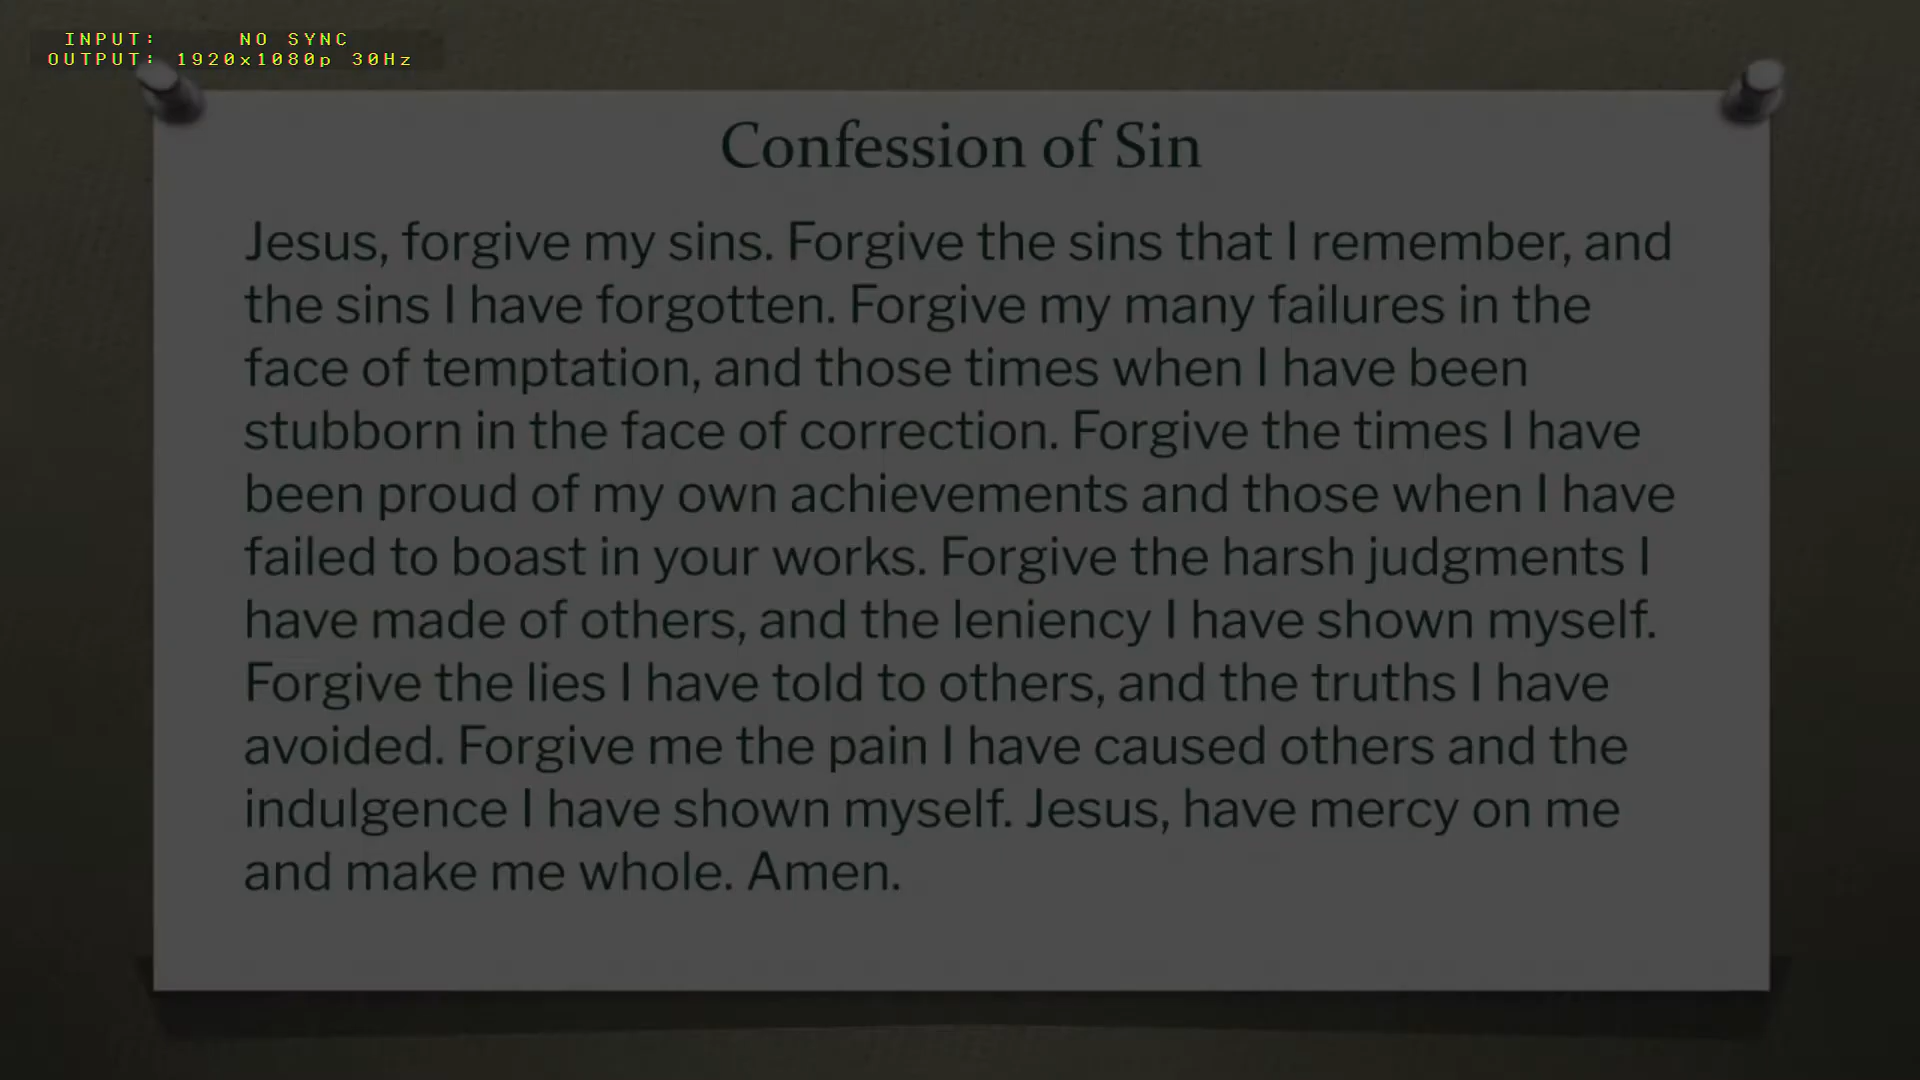 INPUT: NO SYNC
OUTPUT: 1920x1080p 30Hz
Confession of Sin
Jesus, forgive my sins. Forgive the sins that I remember, and
the sins I have forgotten. Forgive my many failures in the
face of temptation, and those times when I have been
stubborn in the face of correction. Forgive the times I have
been proud of my own achievements and those when I have
failed to boast in your works. Forgive the harsh judgments I
have made of others, and the leniency I have shown myself.
Forgive the lies I have told to others, and the truths I have
avoided. Forgive me the pain I have caused others and the
indulgence I have shown myself. Jesus, have mercy on me
and make me whole. Amen.